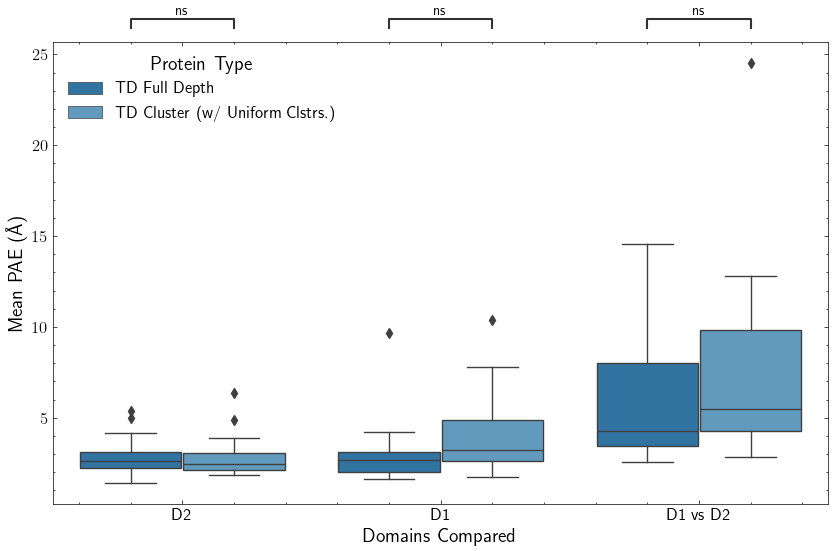 ns ns ns
25
20
15
10
5
Mean PAE (Å)
Protein Type
TD Full Depth
TD Cluster (w/ Uniform Clstrs.)
D2 D1 D1 vs D2
Domains Compared